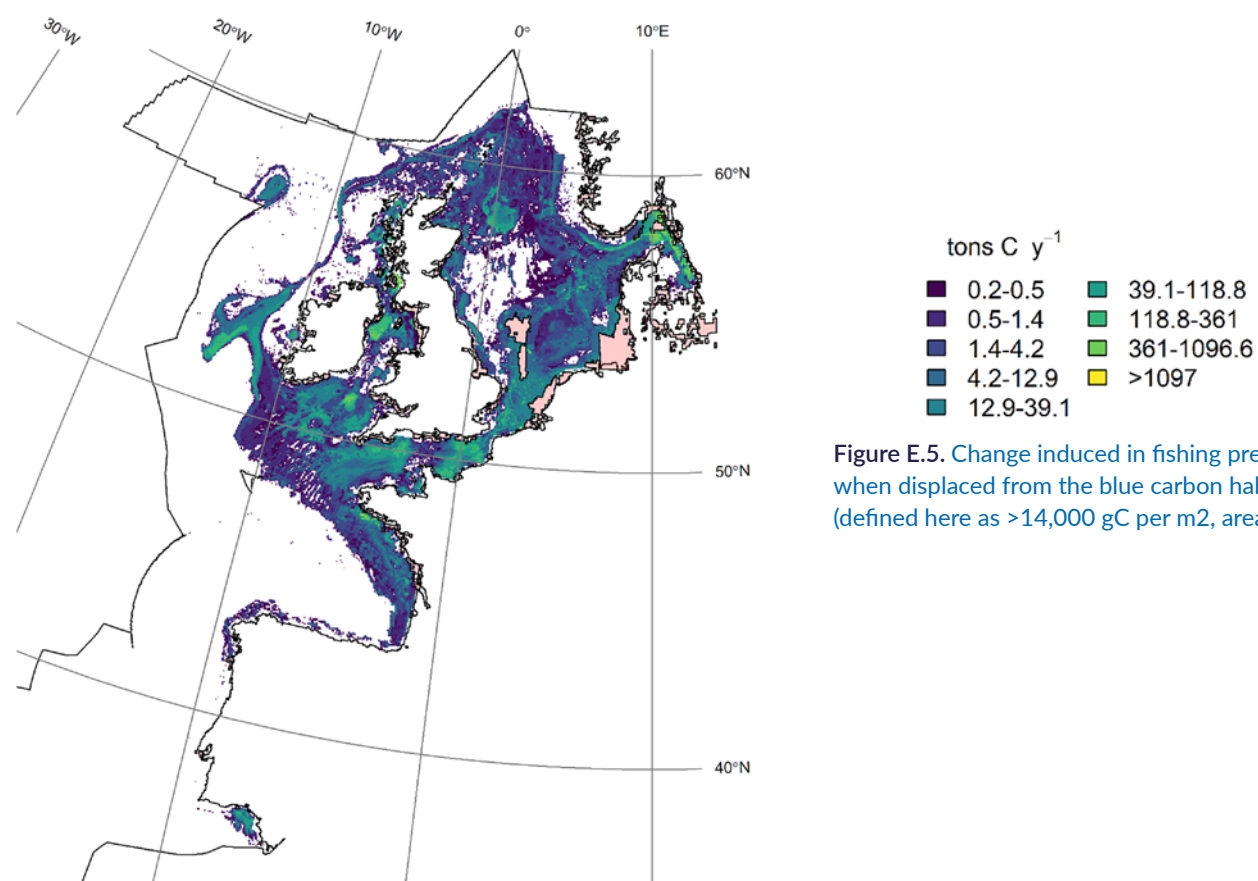 30°W
20°W
10°W
0°
10°E
60°N
50°N
40°N
tons C y⁻¹
0.2-0.5
0.5-1.4
1.4-4.2
4.2-12.9
12.9-39.1
39.1-118.8
118.8-361
361-1096.6
>1097
Figure E.5. Change induced in fishing pre
when displaced from the blue carbon hal
(defined here as >14,000 gC per m2, area